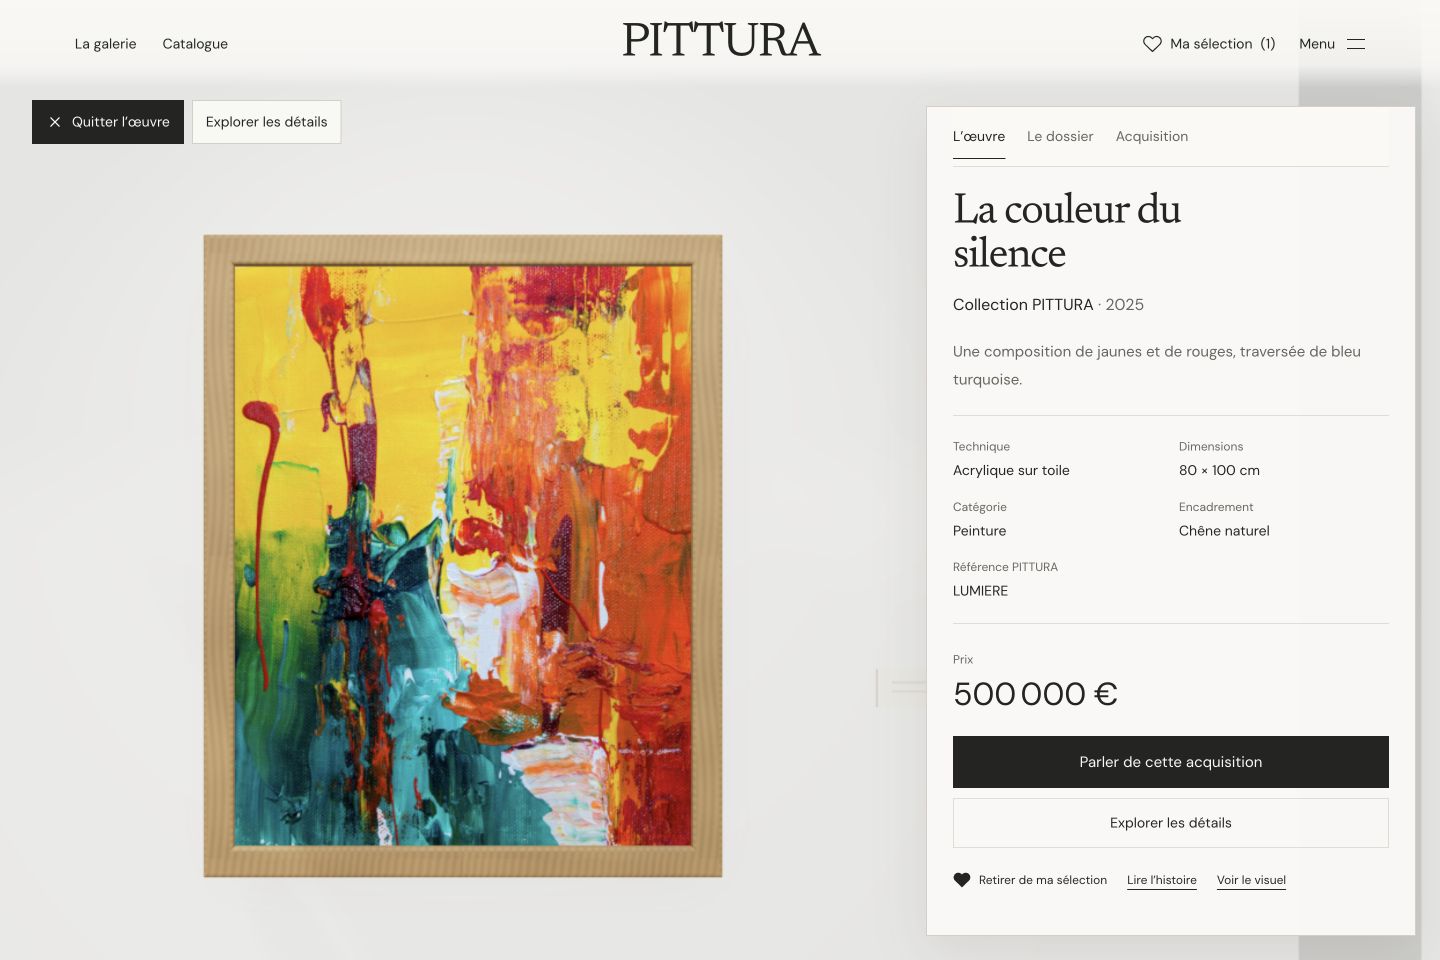 La galerie
Catalogue
PITTURA
Ma sélection (1)
Menu
Quitter l’œuvre
Explorer les détails
L’œuvre
Le dossier
Acquisition
La couleur du
silence
Collection PITTURA · 2025
Une composition de jaunes et de rouges, traversée de bleu
turquoise.
Technique
Acrylique sur toile
Dimensions
80 × 100 cm
Catégorie
Peinture
Encadrement
Chêne naturel
Référence PITTURA
LUMIERE
Prix
500 000 €
Parler de cette acquisition
Explorer les détails
Retirer de ma sélection
Lire l’histoire
Voir le visuel